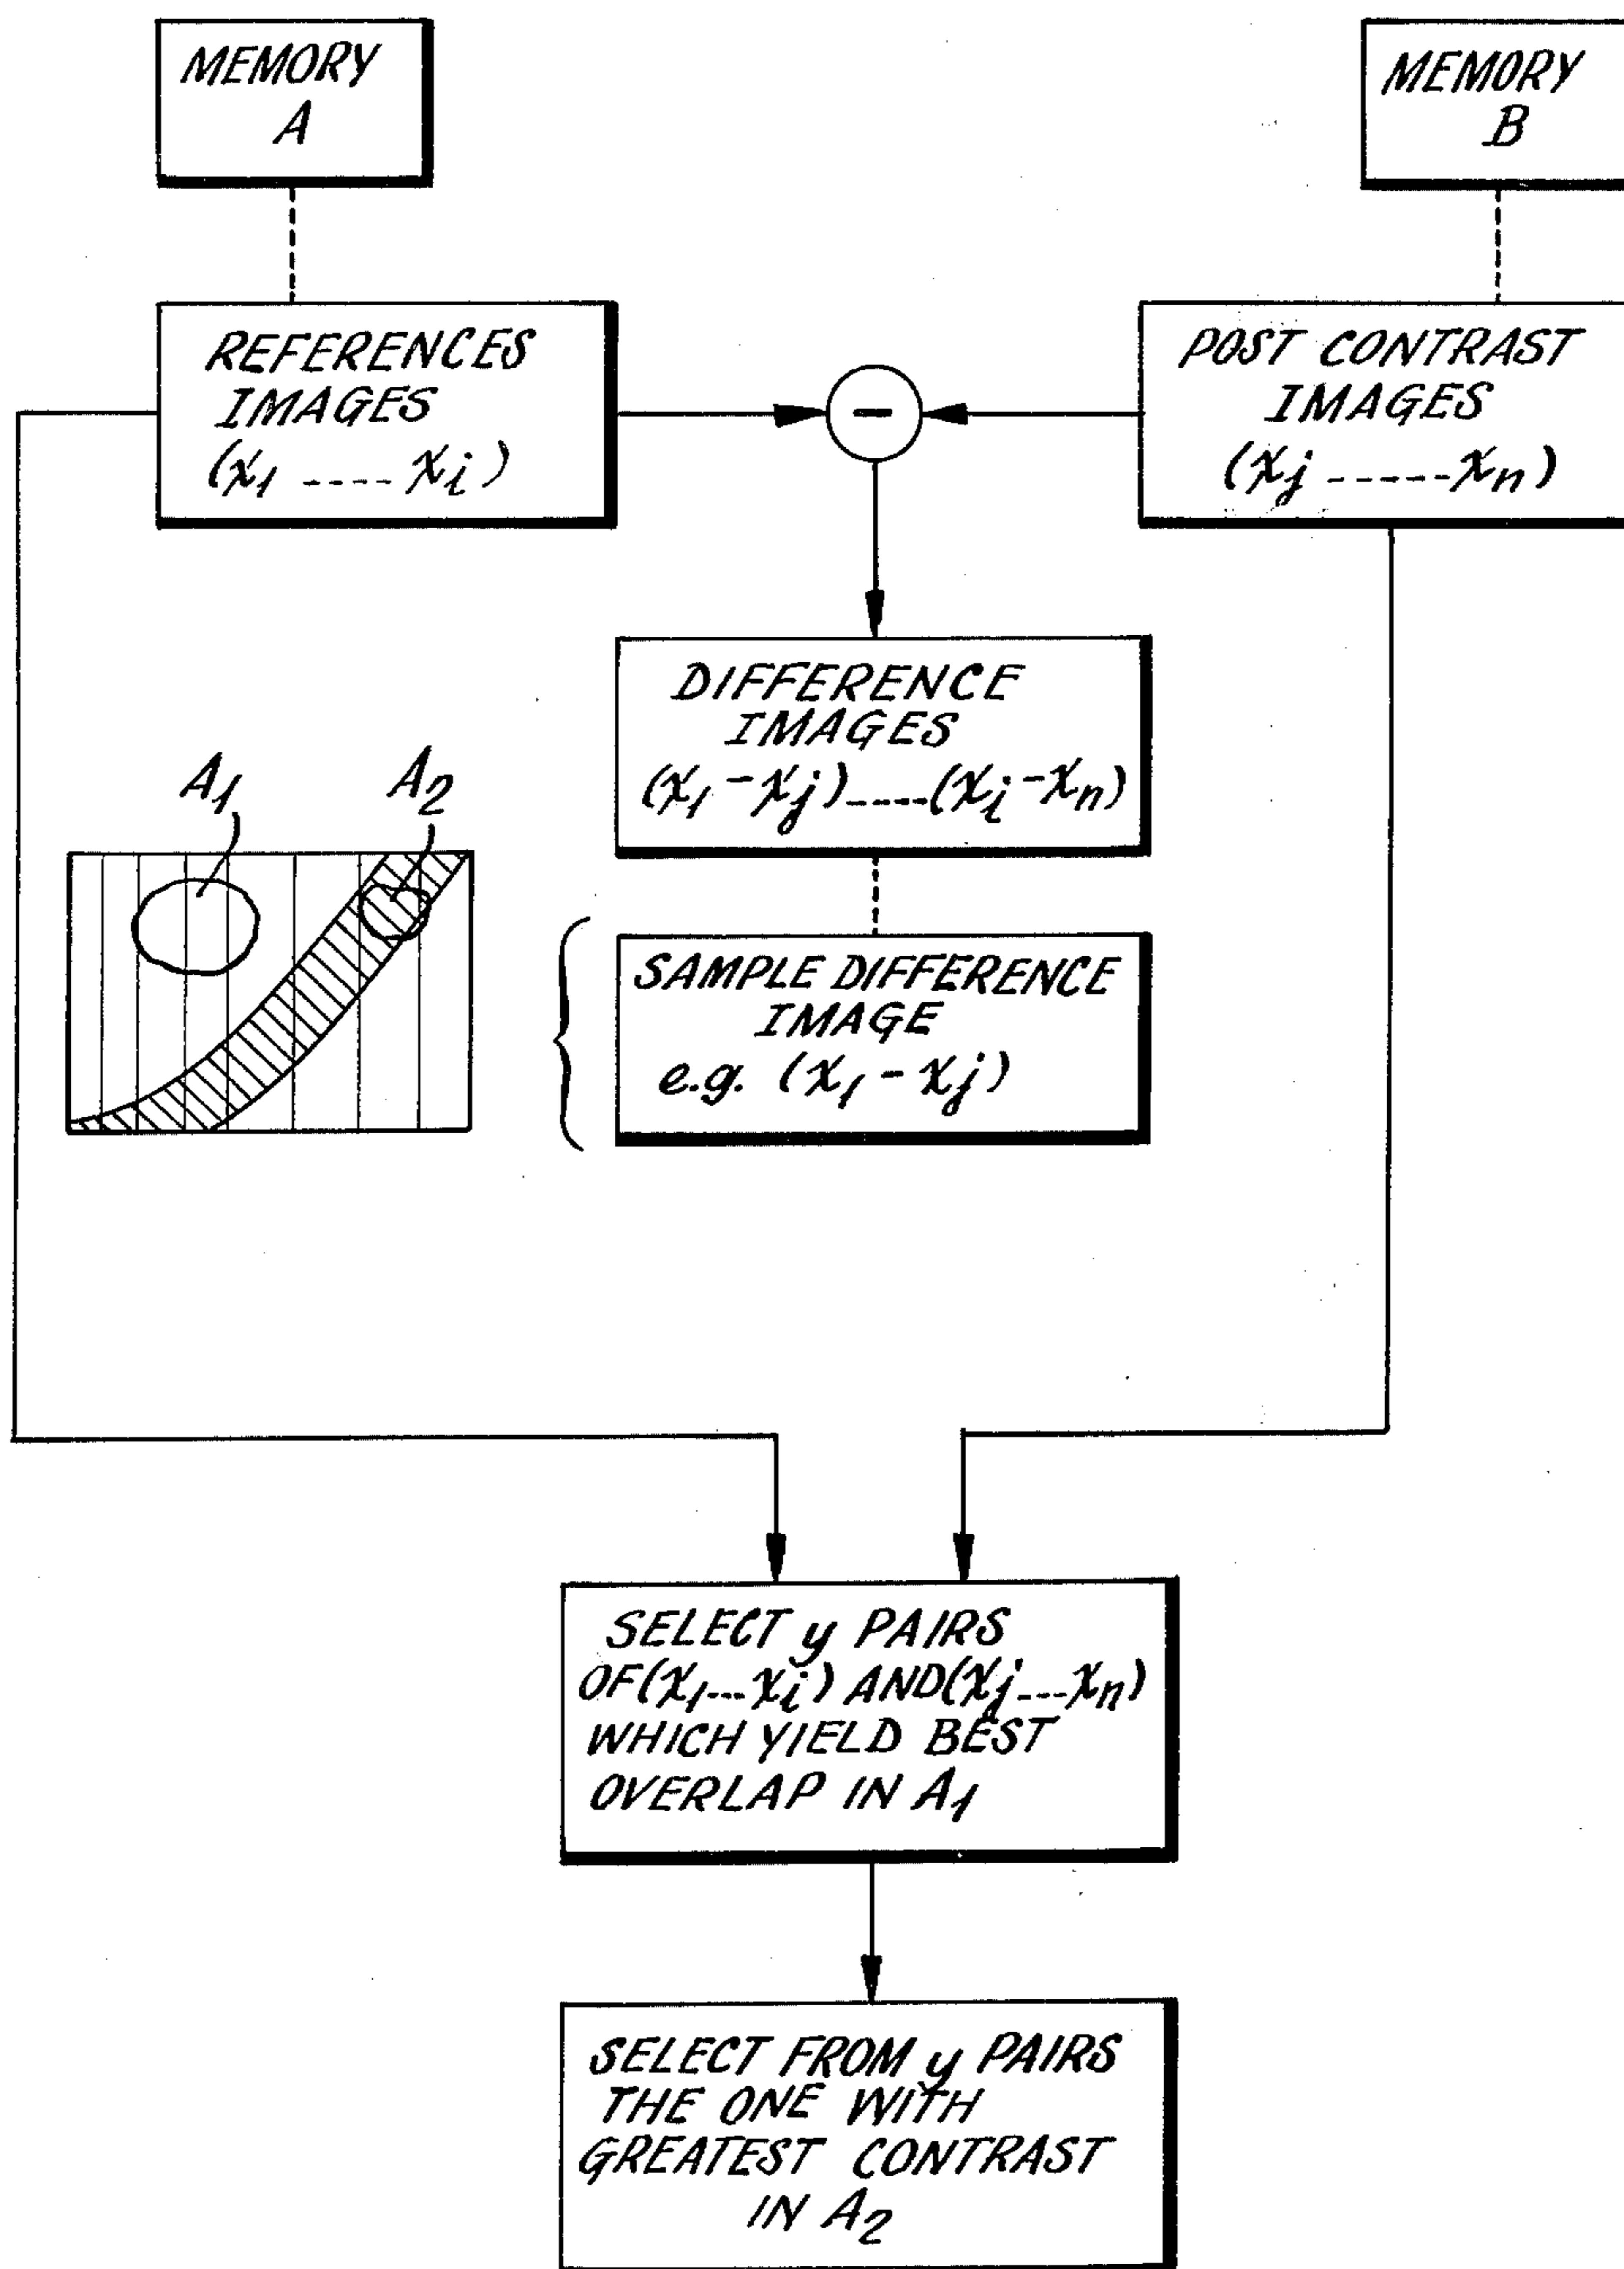 MEMORY
A
MEMORY
B
REFERENCES
IMAGES
(x₁ ---- xᵢ)
−
POST CONTRAST
IMAGES
(xⱼ ------ xₙ)
DIFFERENCE
IMAGES
(x₁ - xⱼ)----(xᵢ - xₙ)
A₁
A₂
SAMPLE DIFFERENCE
IMAGE
e.g. (x₁ - xⱼ)
SELECT y PAIRS
OF (x₁---xᵢ) AND (xⱼ---xₙ)
WHICH YIELD BEST
OVERLAP IN A₁
SELECT FROM y PAIRS
THE ONE WITH
GREATEST CONTRAST
IN A₂